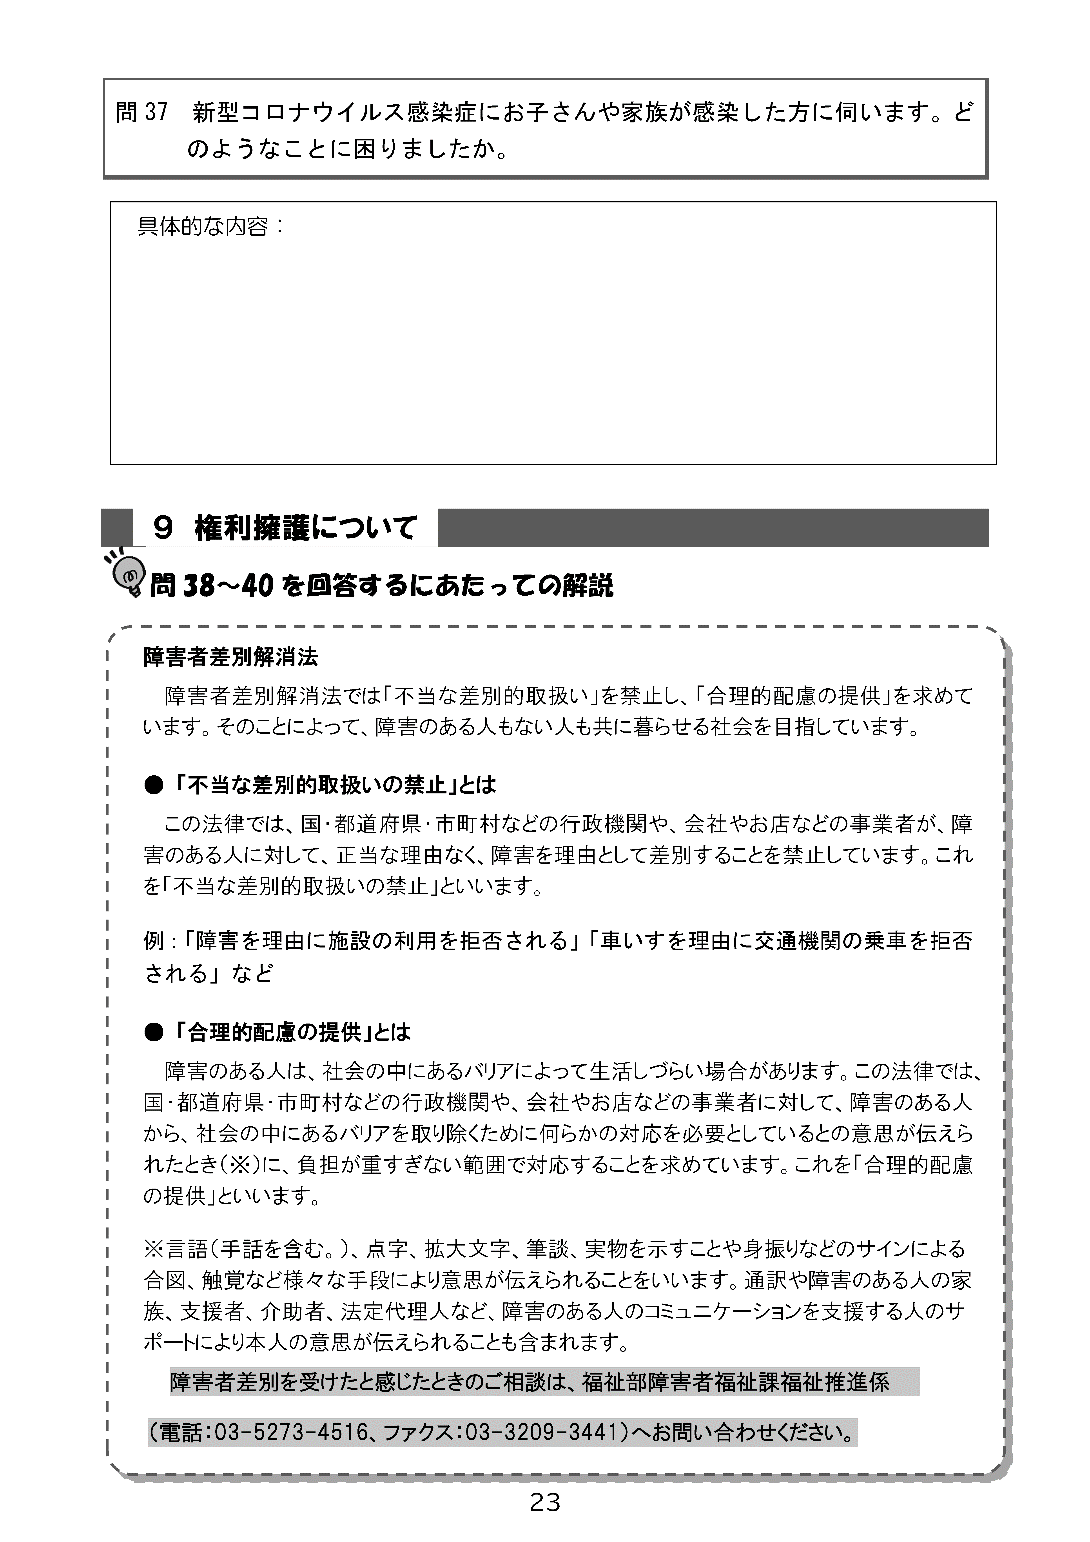 問 37　新型コロナウイルス感染症にお子さんや家族が感染した方に伺います。ど
のようなことに困りましたか。
具体的な内容：
９　権利擁護について
問 38～40 を回答するにあたっての解説
障害者差別解消法
障害者差別解消法では「不当な差別的取扱い」を禁止し、「合理的配慮の提供」を求めて
います。そのことによって、障害のある人もない人も共に暮らせる社会を目指しています。
●「不当な差別的取扱いの禁止」とは
この法律では、国・都道府県・市町村などの行政機関や、会社やお店などの事業者が、障
害のある人に対して、正当な理由なく、障害を理由として差別することを禁止しています。これ
を「不当な差別的取扱いの禁止」といいます。
例：「障害を理由に施設の利用を拒否される」「車いすを理由に交通機関の乗車を拒否
される」など
●「合理的配慮の提供」とは
障害のある人は、社会の中にあるバリアによって生活しづらい場合があります。この法律では、
国・都道府県・市町村などの行政機関や、会社やお店などの事業者に対して、障害のある人
から、社会の中にあるバリアを取り除くために何らかの対応を必要としているとの意思が伝えら
れたとき（※）に、負担が重すぎない範囲で対応することを求めています。これを「合理的配慮
の提供」といいます。
※言語（手話を含む。）、点字、拡大文字、筆談、実物を示すことや身振りなどのサインによる
合図、触覚など様々な手段により意思が伝えられることをいいます。通訳や障害のある人の家
族、支援者、介助者、法定代理人など、障害のある人のコミュニケーションを支援する人のサ
ポートにより本人の意思が伝えられることも含まれます。
障害者差別を受けたと感じたときのご相談は、福祉部障害者福祉課福祉推進係
（電話：03-5273-4516、ファクス：03-3209-3441）へお問い合わせください。
23